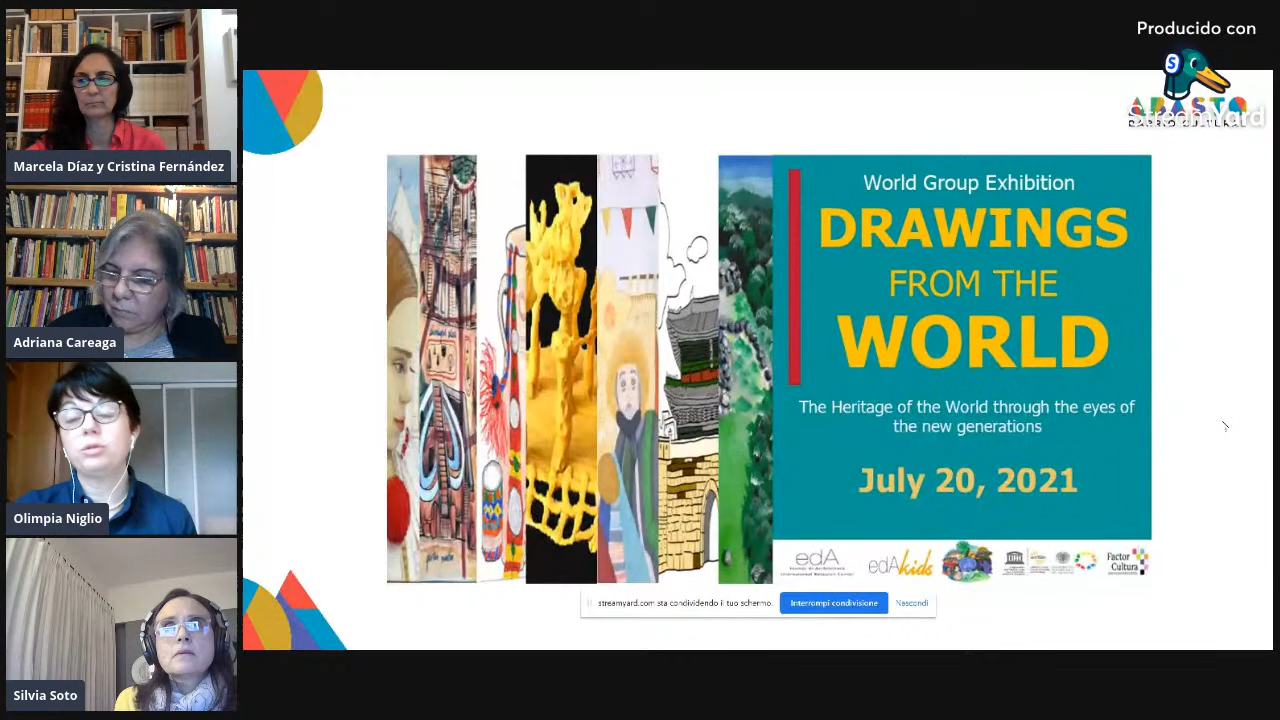 Producido con
StreamYard
ABASTO
Marcela Díaz y Cristina Fernández
Adriana Careaga
Olimpia Niglio
Silvia Soto
World Group Exhibition
DRAWINGS
FROM THE
WORLD
The Heritage of the World through the eyes of
the new generations
July 20, 2021
edA
edAkids
Factor
Cultura
streamyard.com sta condividendo il tuo schermo.
Interrompi condivisione
Nascondi